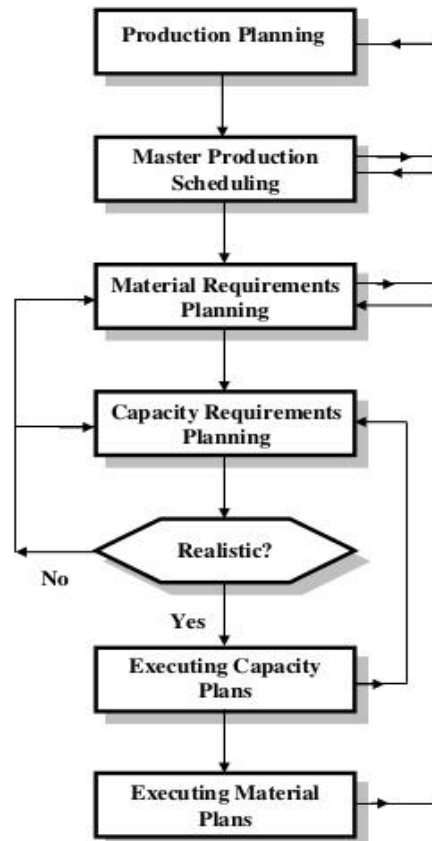 Production Planning
Master Production
Scheduling
Material Requirements
Planning
Capacity Requirements
Planning
Realistic?
No
Yes
Executing Capacity
Plans
Executing Material
Plans